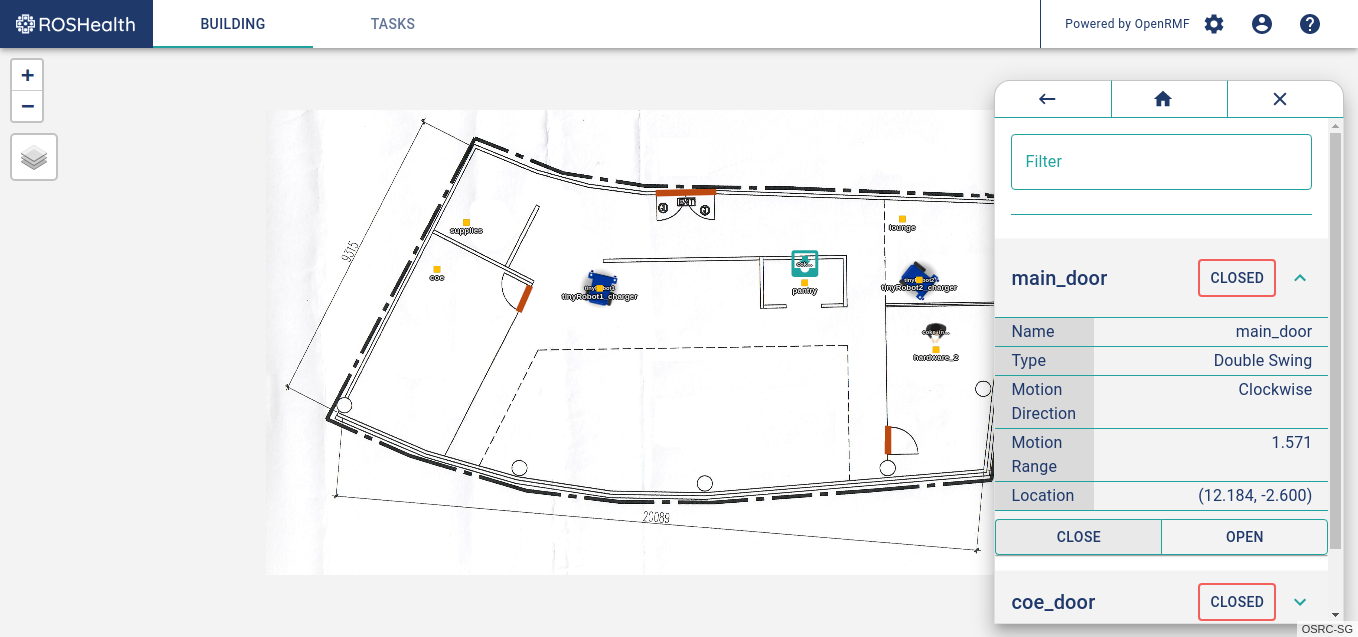 ROSHealth
BUILDING
TASKS
Powered by OpenRMF
+
−
9315
supplies
coe
EXIT
tinyRobot1_charger
pantry
lounge
tinyRobot2
tinyRobot2_charger
hardware_2
20089
Filter
main_door
CLOSED
Name main_door
Type Double Swing
Motion Clockwise
Direction
Motion 1.571
Range
Location (12.184, -2.600)
CLOSE OPEN
coe_door
CLOSED
OSRC-SG